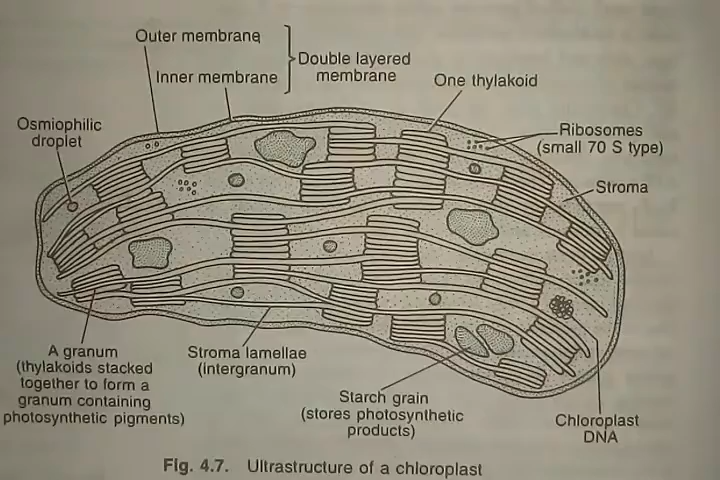 Outer membrane
Inner membrane
Double layered
membrane
One thylakoid
Osmiophilic
droplet
Ribosomes
(small 70 S type)
Stroma
A granum
(thylakoids stacked
together to form a
granum containing
photosynthetic pigments)
Stroma lamellae
(intergranum)
Starch grain
(stores photosynthetic
products)
Chloroplast
DNA
Fig. 4.7. Ultrastructure of a chloroplast